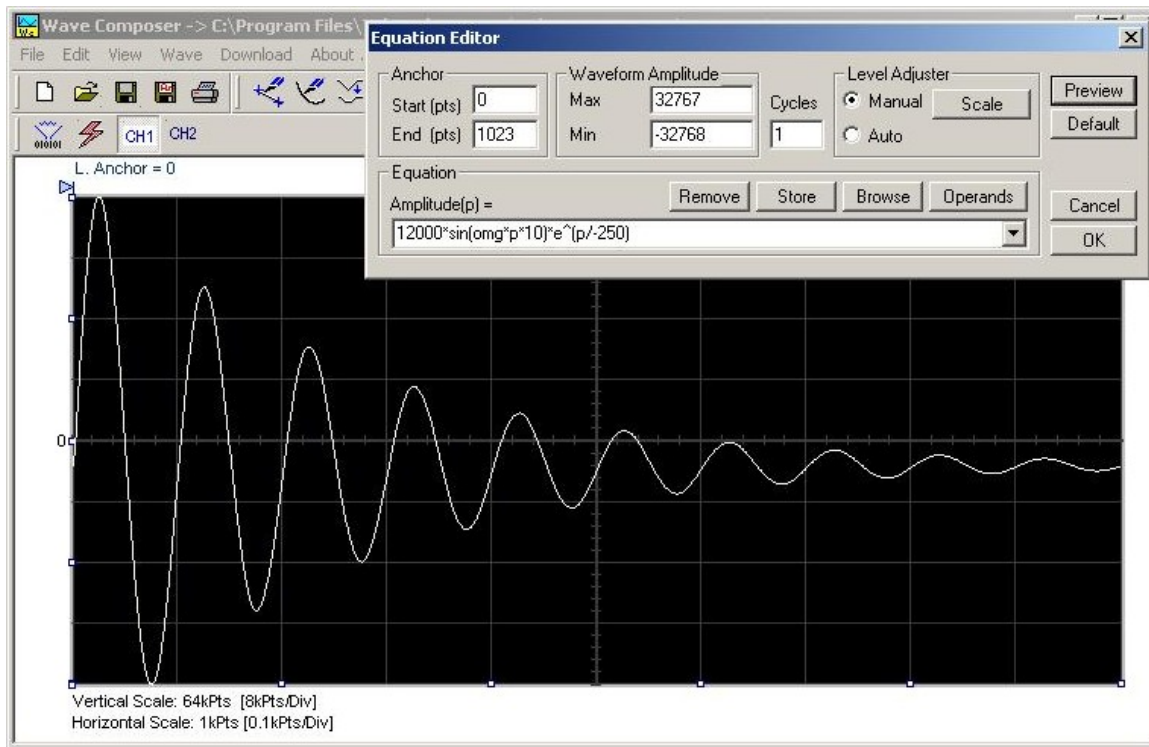 Wave Composer -> C:\Program Files\
File Edit View Wave Download About
CH1 CH2
L. Anchor = 0
0
Equation Editor
Anchor
Start (pts) 0
End (pts) 1023
Waveform Amplitude
Max 32767
Min -32768
Cycles
1
Level Adjuster
Manual Scale
Auto
Preview
Default
Equation
Amplitude(p) =
Remove Store Browse Operands
12000*sin(omg*p*10)*e^(p/-250)
Cancel
OK
Vertical Scale: 64kPts [8kPts/Div]
Horizontal Scale: 1kPts [0.1kPts/Div]